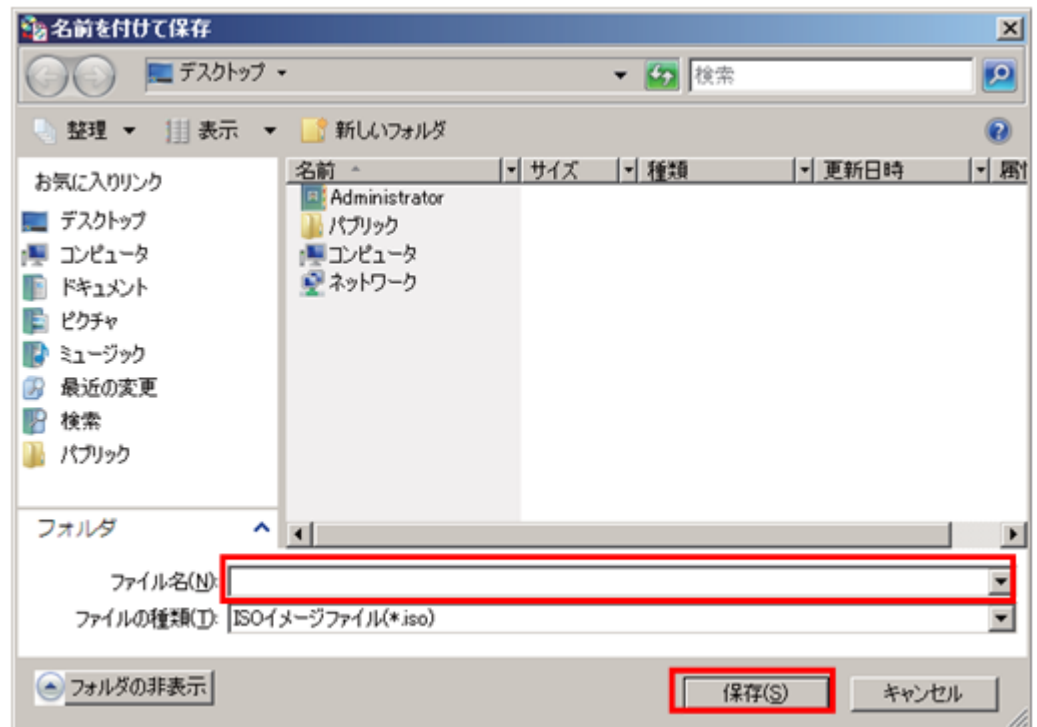 名前を付けて保存
デスクトップ
検索
整理 表示 新しいフォルダ
お気に入りリンク
デスクトップ
コンピュータ
ドキュメント
ピクチャ
ミュージック
最近の変更
検索
パブリック
フォルダ
名前 サイズ 種類 更新日時
Administrator
パブリック
コンピュータ
ネットワーク
ファイル名(N):
ファイルの種類(T): ISOイメージファイル(*.iso)
フォルダの非表示 保存(S) キャンセル